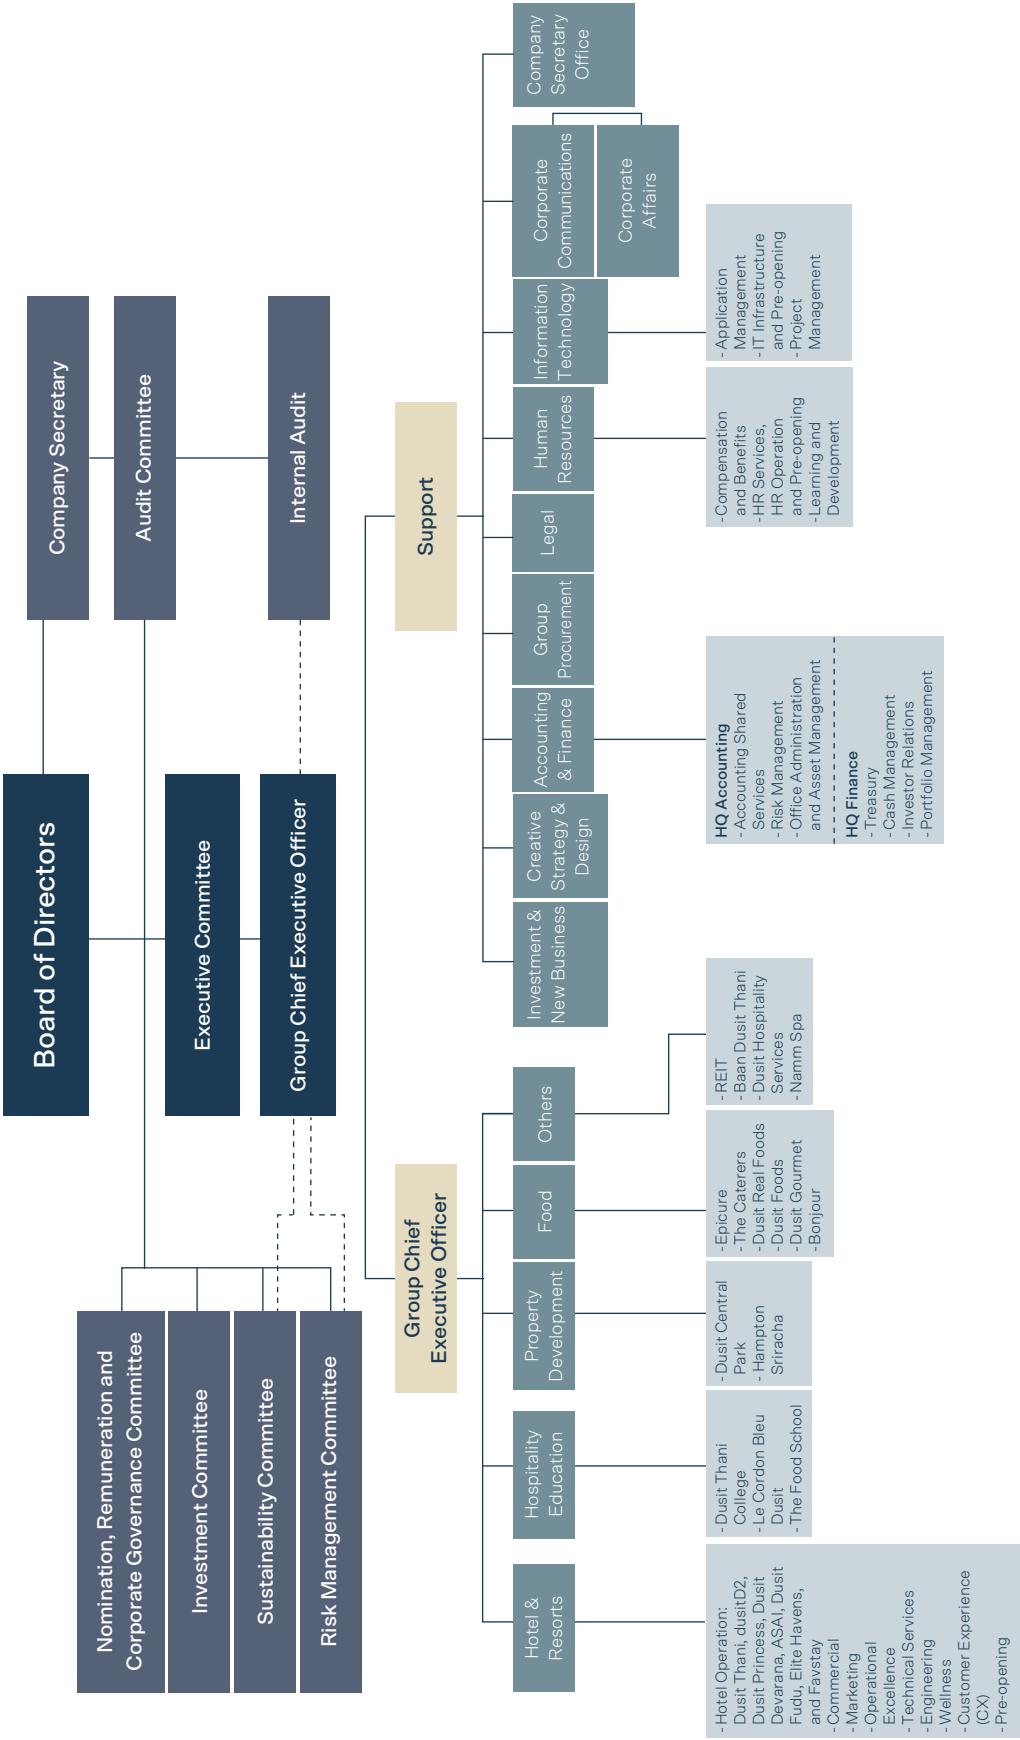 Board of Directors
Company Secretary
Audit Committee
Executive Committee
Group Chief Executive Officer
Internal Audit
Nomination, Remuneration and
Corporate Governance Committee
Investment Committee
Sustainability Committee
Risk Management Committee
Group Chief
Executive Officer
Support
Hotel &
Resorts
Hospitality
Education
Property
Development
Food
Others
Investment &
New Business
Creative
Strategy &
Design
Accounting
& Finance
Group
Procurement
Legal
Human
Resources
Information
Technology
Corporate
Communications
Corporate
Affairs
Company
Secretary
Office
- Hotel Operation:
Dusit Thani, dusitD2,
Dusit Princess, Dusit
Devarana, ASAI, Dusit
Fudu, Elite Havens,
and Favstay
- Commercial
- Marketing
- Operational
Excellence
- Technical Services
- Engineering
- Wellness
- Customer Experience
(CX)
- Pre-opening
- Dusit Thani
College
- Le Cordon Bleu
Dusit
- The Food School
- Dusit Central
Park
- Hampton
Sriracha
- Epicure
- The Caterers
- Dusit Real Foods
- Dusit Foods
- Dusit Gourmet
- Bonjour
- REIT
- Baan Dusit Thani
- Dusit Hospitality
Services
- Namm Spa
HQ Accounting
- Accounting Shared
Services
- Risk Management
- Office Administration
and Asset Management
HQ Finance
- Treasury
- Cash Management
- Investor Relations
- Portfolio Management
- Compensation
and Benefits
- HR Services,
HR Operation
and Pre-opening
- Learning and
Development
- Application
Management
- IT Infrastructure
and Pre-opening
- Project
Management